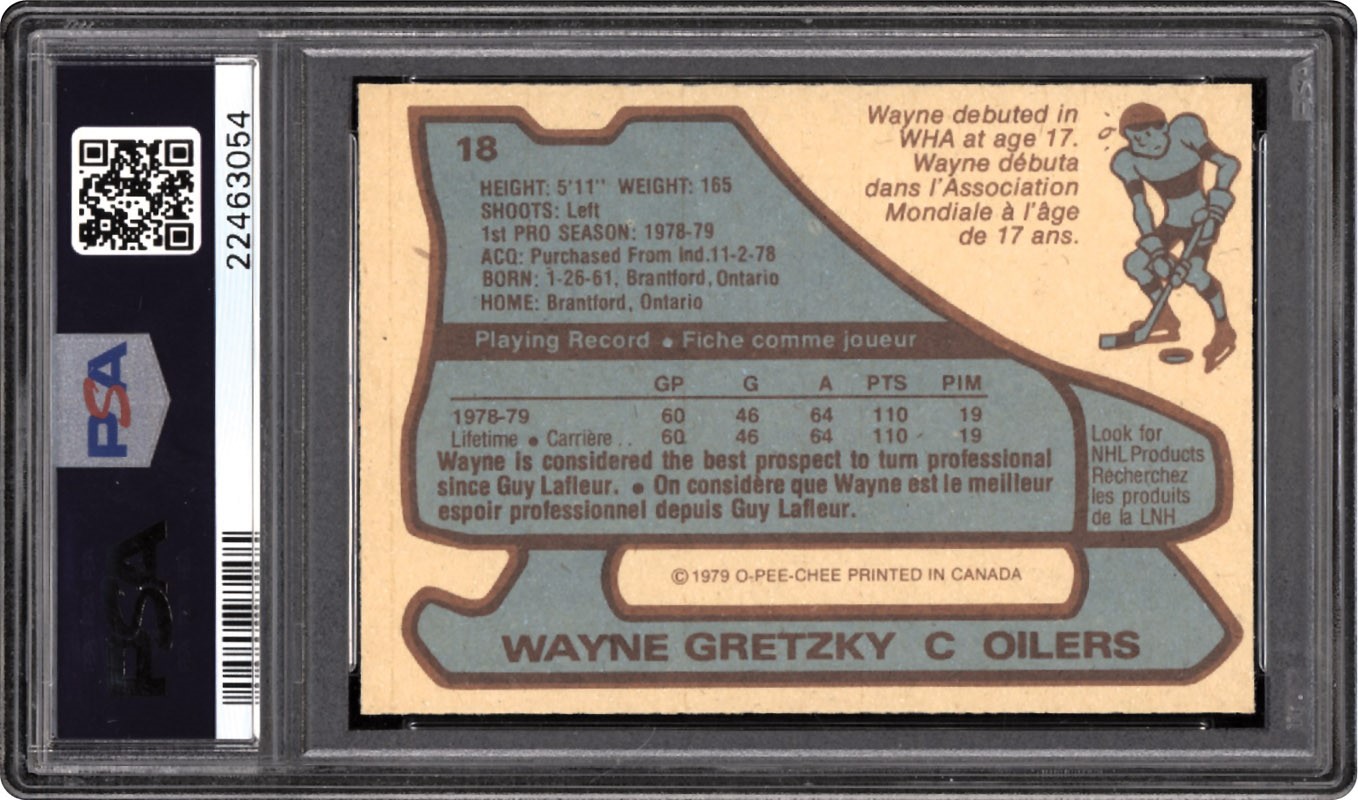 22463054
PSA
PSA
18
HEIGHT: 5'11" WEIGHT: 165
SHOOTS: Left
1st PRO SEASON: 1978-79
ACQ: Purchased From Ind.11-2-78
BORN: 1-26-61, Brantford, Ontario
HOME: Brantford, Ontario
Wayne debuted in
WHA at age 17.
Wayne débuta
dans l'Association
Mondiale à l'âge
de 17 ans.
Playing Record • Fiche comme joueur
GP G A PTS PIM
1978-79 60 46 64 110 19
Lifetime • Carrière .. 60 46 64 110 19
Wayne is considered the best prospect to turn professional
since Guy Lafleur. • On considère que Wayne est le meilleur
espoir professionnel depuis Guy Lafleur.
Look for
NHL Products
Recherchez
les produits
de la LNH
© 1979 O-PEE-CHEE PRINTED IN CANADA
WAYNE GRETZKY C OILERS